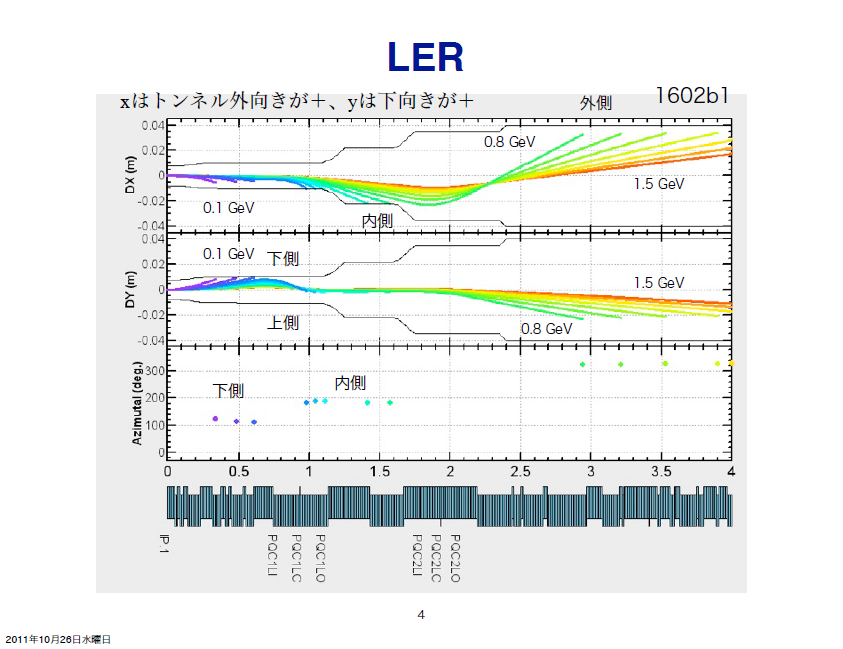 LER
xはトンネル外向きが＋、yは下向きが＋
外側
1602b1
0.04
0.02
0
-0.02
-0.04
DX (m)
0.8 GeV
1.5 GeV
0.1 GeV
内側
0.04
0.02
0
-0.02
-0.04
DY (m)
0.1 GeV
下側
1.5 GeV
上側
0.8 GeV
Azimutal (deg.)
300
200
100
0
下側
内側
0 0.5 1 1.5 2 2.5 3 3.5 4
IP.1
PQC1LI
PQC1LC
PQC1LO
PQC2LI
PQC2LC
PQC2LO
4
2011年10月26日水曜日